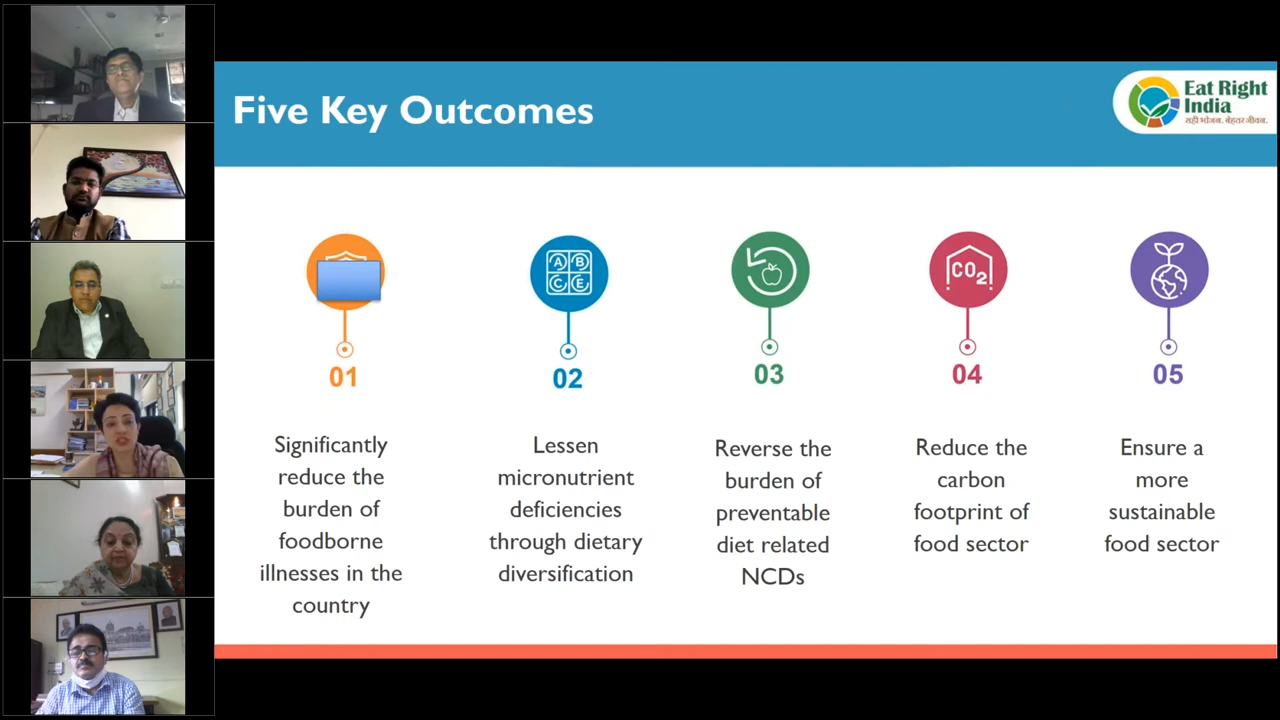 Five Key Outcomes
Eat Right
India
सही भोजन. बेहतर जीवन.
A B
C E
CO2
01
02
03
04
05
Significantly
reduce the
burden of
foodborne
illnesses in the
country
Lessen
micronutrient
deficiencies
through dietary
diversification
Reverse the
burden of
preventable
diet related
NCDs
Reduce the
carbon
footprint of
food sector
Ensure a
more
sustainable
food sector